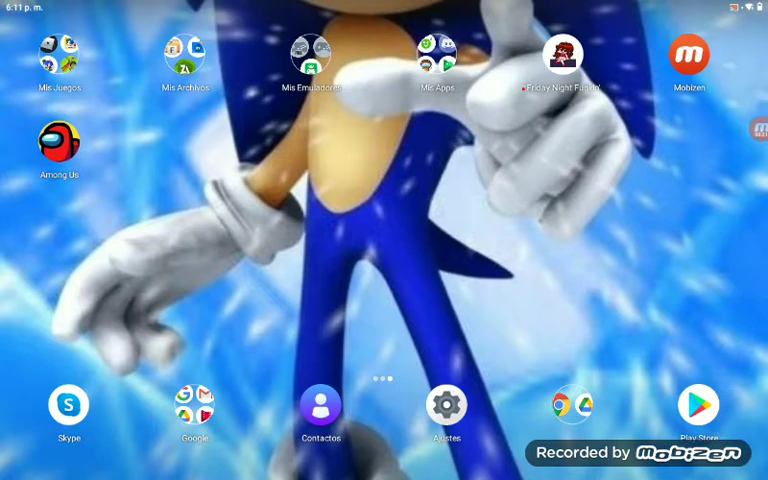 6:11 p. m.
Mis Juegos
Mis Archivos
Mis Emuladores
Mis Apps
Friday Night Funkin'
Mobizen
Among Us
Skype
Google
Contactos
Ajustes
Play Store
Recorded by mobizen